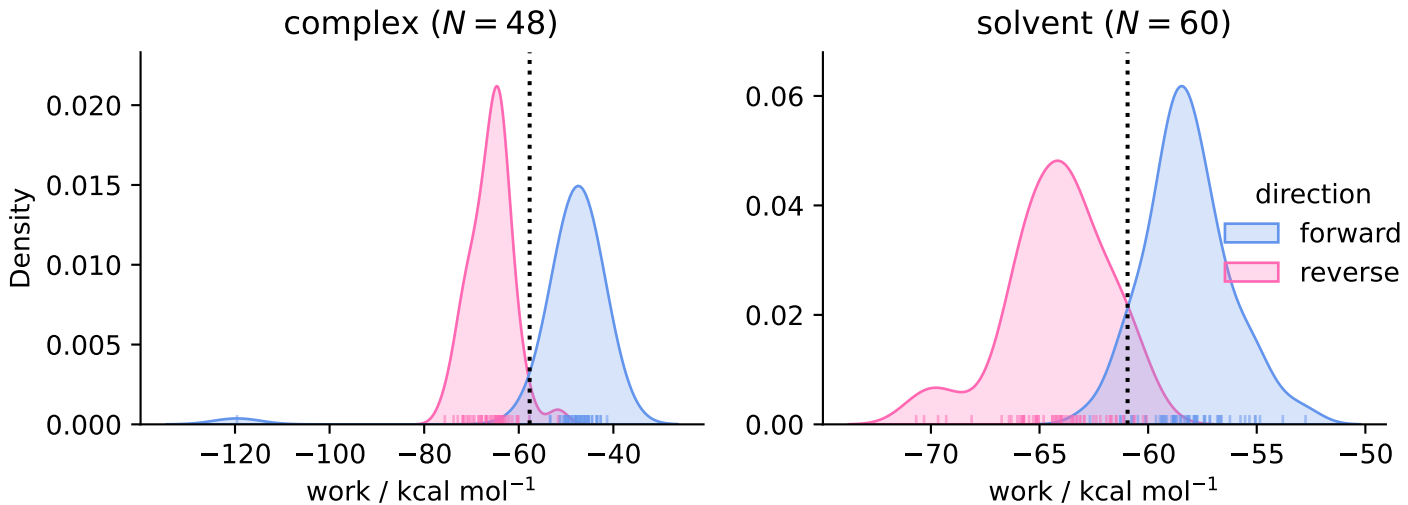 complex (N = 48)
0.020
0.015
0.010
0.005
0.000
Density
−120
−100
−80
−60
−40
work / kcal mol⁻¹
solvent (N = 60)
0.06
0.04
0.02
0.00
−70
−65
−60
−55
−50
work / kcal mol⁻¹
direction
forward
reverse